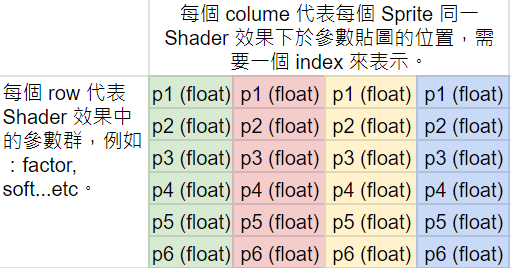 每個 colume 代表每個 Sprite 同一
Shader 效果下於參數貼圖的位置，需
要一個 index 來表示。
每個 row 代表
Shader 效果中
的參數群，例如
：factor,
soft...etc。
p1 (float) p1 (float) p1 (float) p1 (float)
p2 (float) p2 (float) p2 (float) p2 (float)
p3 (float) p3 (float) p3 (float) p3 (float)
p4 (float) p4 (float) p4 (float) p4 (float)
p5 (float) p5 (float) p5 (float) p5 (float)
p6 (float) p6 (float) p6 (float) p6 (float)